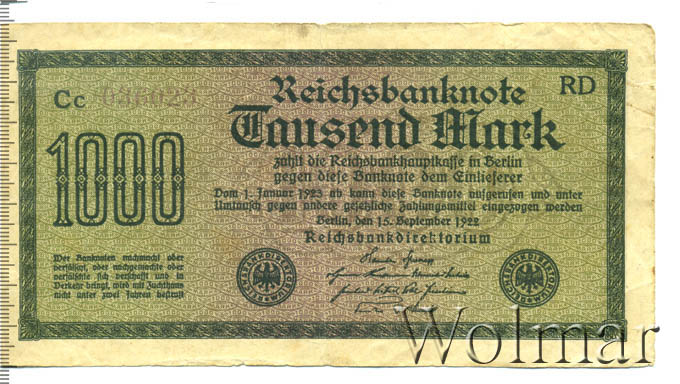 Cc 036023 RD
Reichsbanknote
Tausend Mark
1000
zahlt die Reichsbankhauptkasse in Berlin
gegen diese Banknote dem Einlieferer
Vom 1. Januar 1923 ab kann diese Banknote aufgerufen und unter
Umtausch gegen andere gesetzliche Zahlungsmittel eingezogen werden
Berlin, den 15. September 1922
Reichsbankdirektorium
Wer Banknoten nachmacht oder
verfälscht, oder nachgemachte oder
verfälschte sich verschafft und in
Verkehr bringt, wird mit Zuchthaus
nicht unter zwei Jahren bestraft
Wolmar